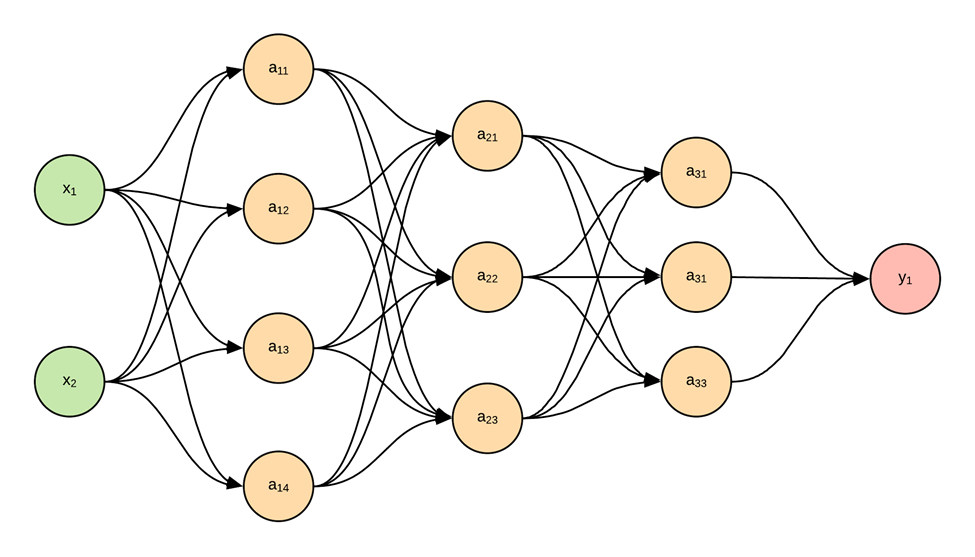 x₁
x₂
a₁₁
a₁₂
a₁₃
a₁₄
a₂₁
a₂₂
a₂₃
a₃₁
a₃₁
a₃₃
y₁